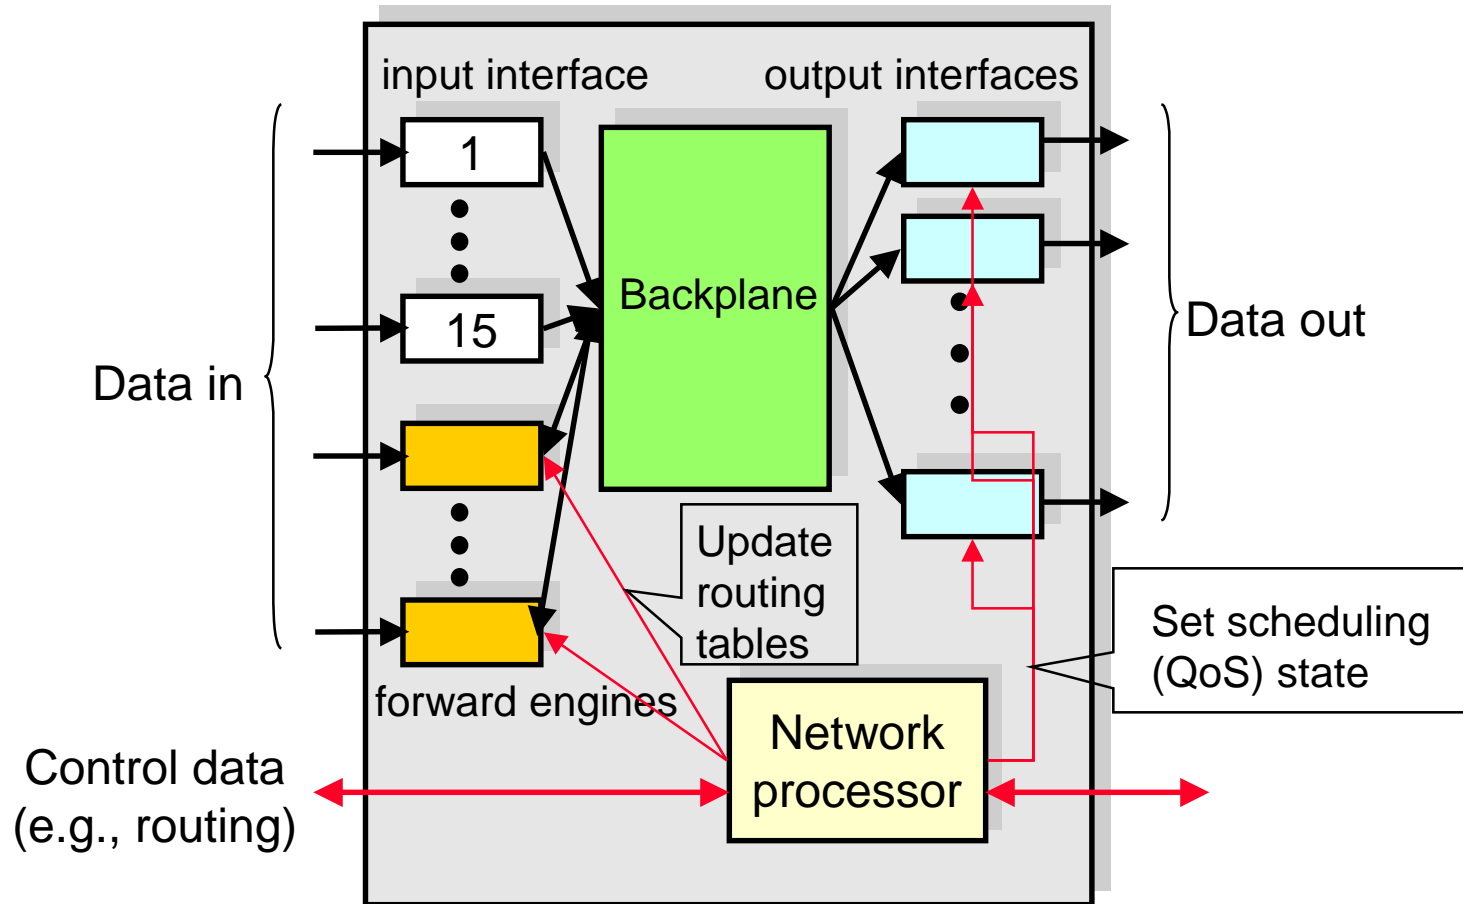 input interface
output interfaces
1
15
Backplane
Data in
Data out
Update
routing
tables
Set scheduling
(QoS) state
forward engines
Network
processor
Control data
(e.g., routing)